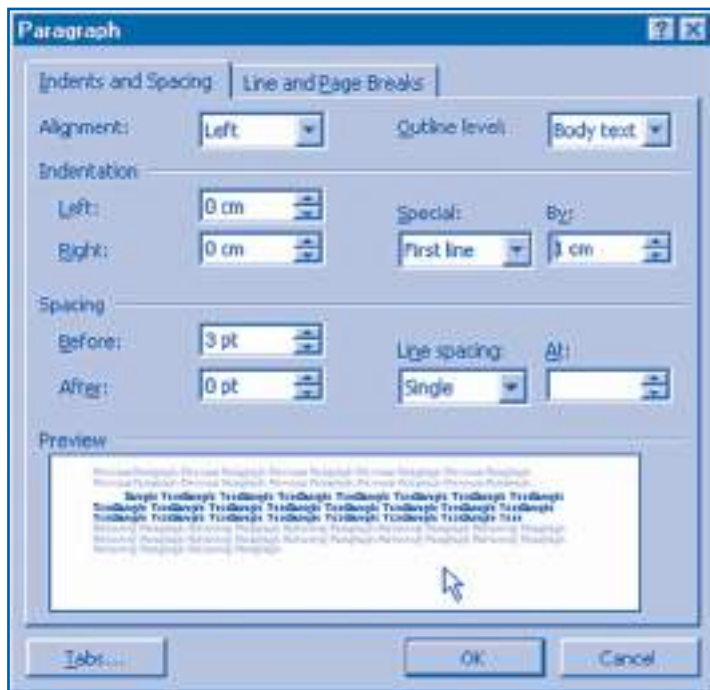 Paragraph
Indents and Spacing Line and Page Breaks
Alignment: Left Outline level: Body text
Indentation
Left: 0 cm Special: By:
Right: 0 cm First line 1 cm
Spacing
Before: 3 pt Line spacing: At:
After: 0 pt Single
Preview
Tabs... OK Cancel